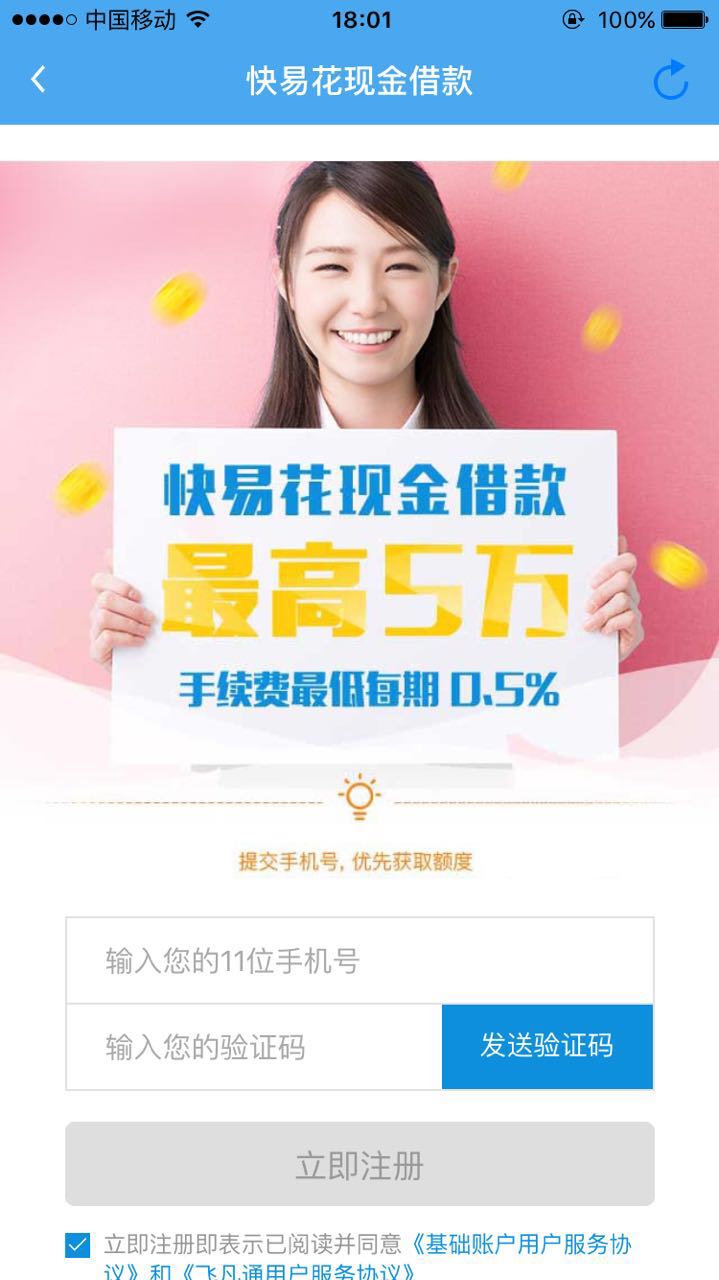 中国移动 18:01 100%
快易花现金借款
快易花现金借款
最高5万
手续费最低每期0.5%
提交手机号,优先获取额度
输入您的11位手机号
输入您的验证码 发送验证码
立即注册
立即注册即表示已阅读并同意《基础账户用户服务协
议》和《飞凡通用户服务协议》